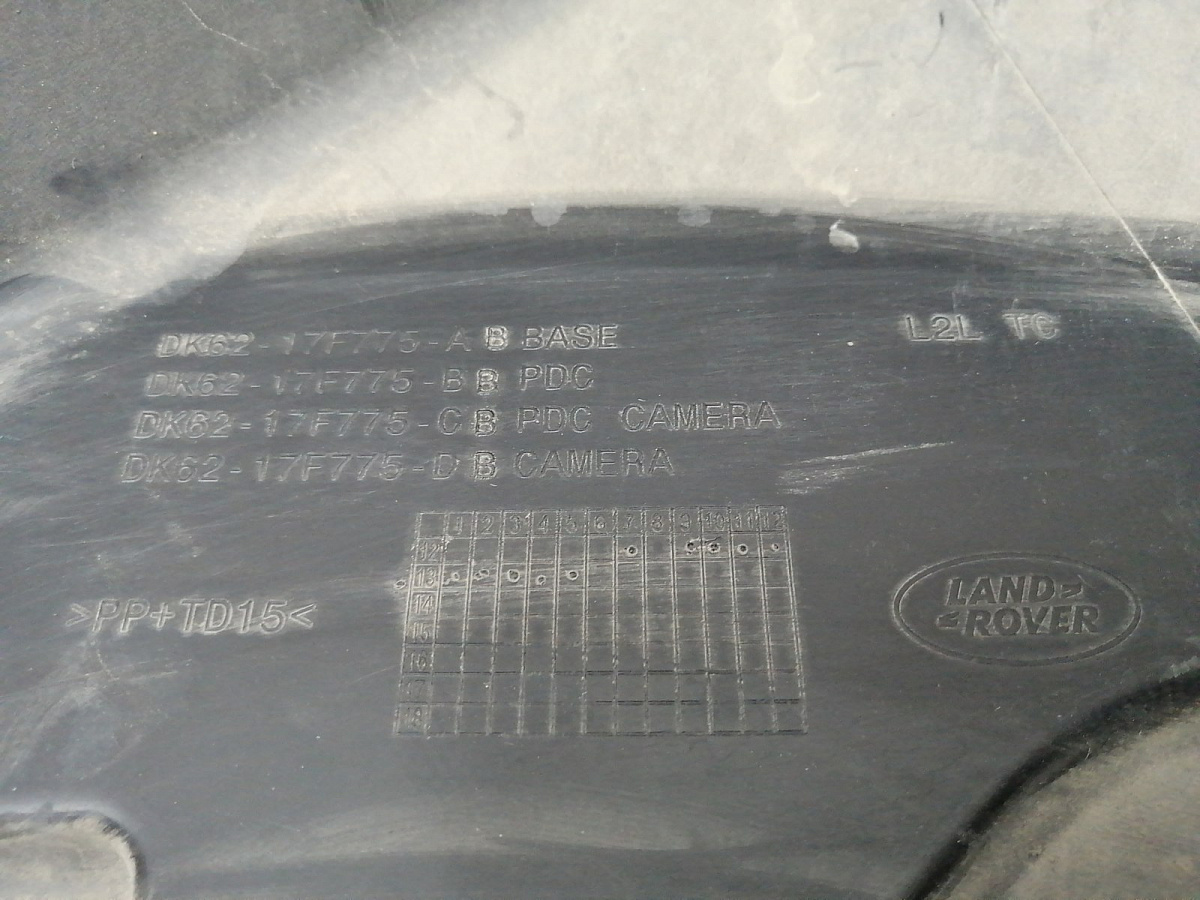 DK62-17F775-A B BASE
L2L TC
DK62-17F775-B B PDC
DK62-17F775-C B PDC CAMERA
DK62-17F775-D B CAMERA
1 2 3 4 5 6 7 8 9 10 11 12
12
13
14
15
16
17
18
>PP+TD15<
LAND
ROVER